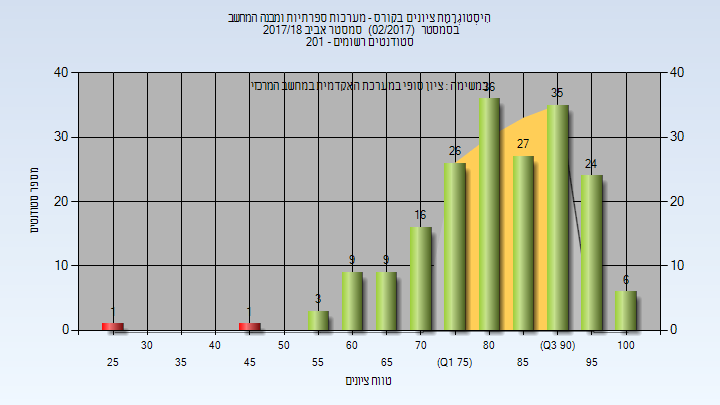 היסטוגרמת ציונים בקורס - מערכות ספרתיות ומבנה המחשב
בסמסטר (02/2017) סמסטר אביב 2017/18
סטודנטים רשומים - 201
במשימה : ציון סופי במערכת האקדמית במחשב המרכזי
מספר סטודנטים
40 40
30 30
20 20
10 10
0 0
1 1 3 9 9 16 26 36 27 35 24 6
30 40 50 60 70 80 (Q3 90) 100
25 35 45 55 65 (Q1 75) 85 95
טווח ציונים